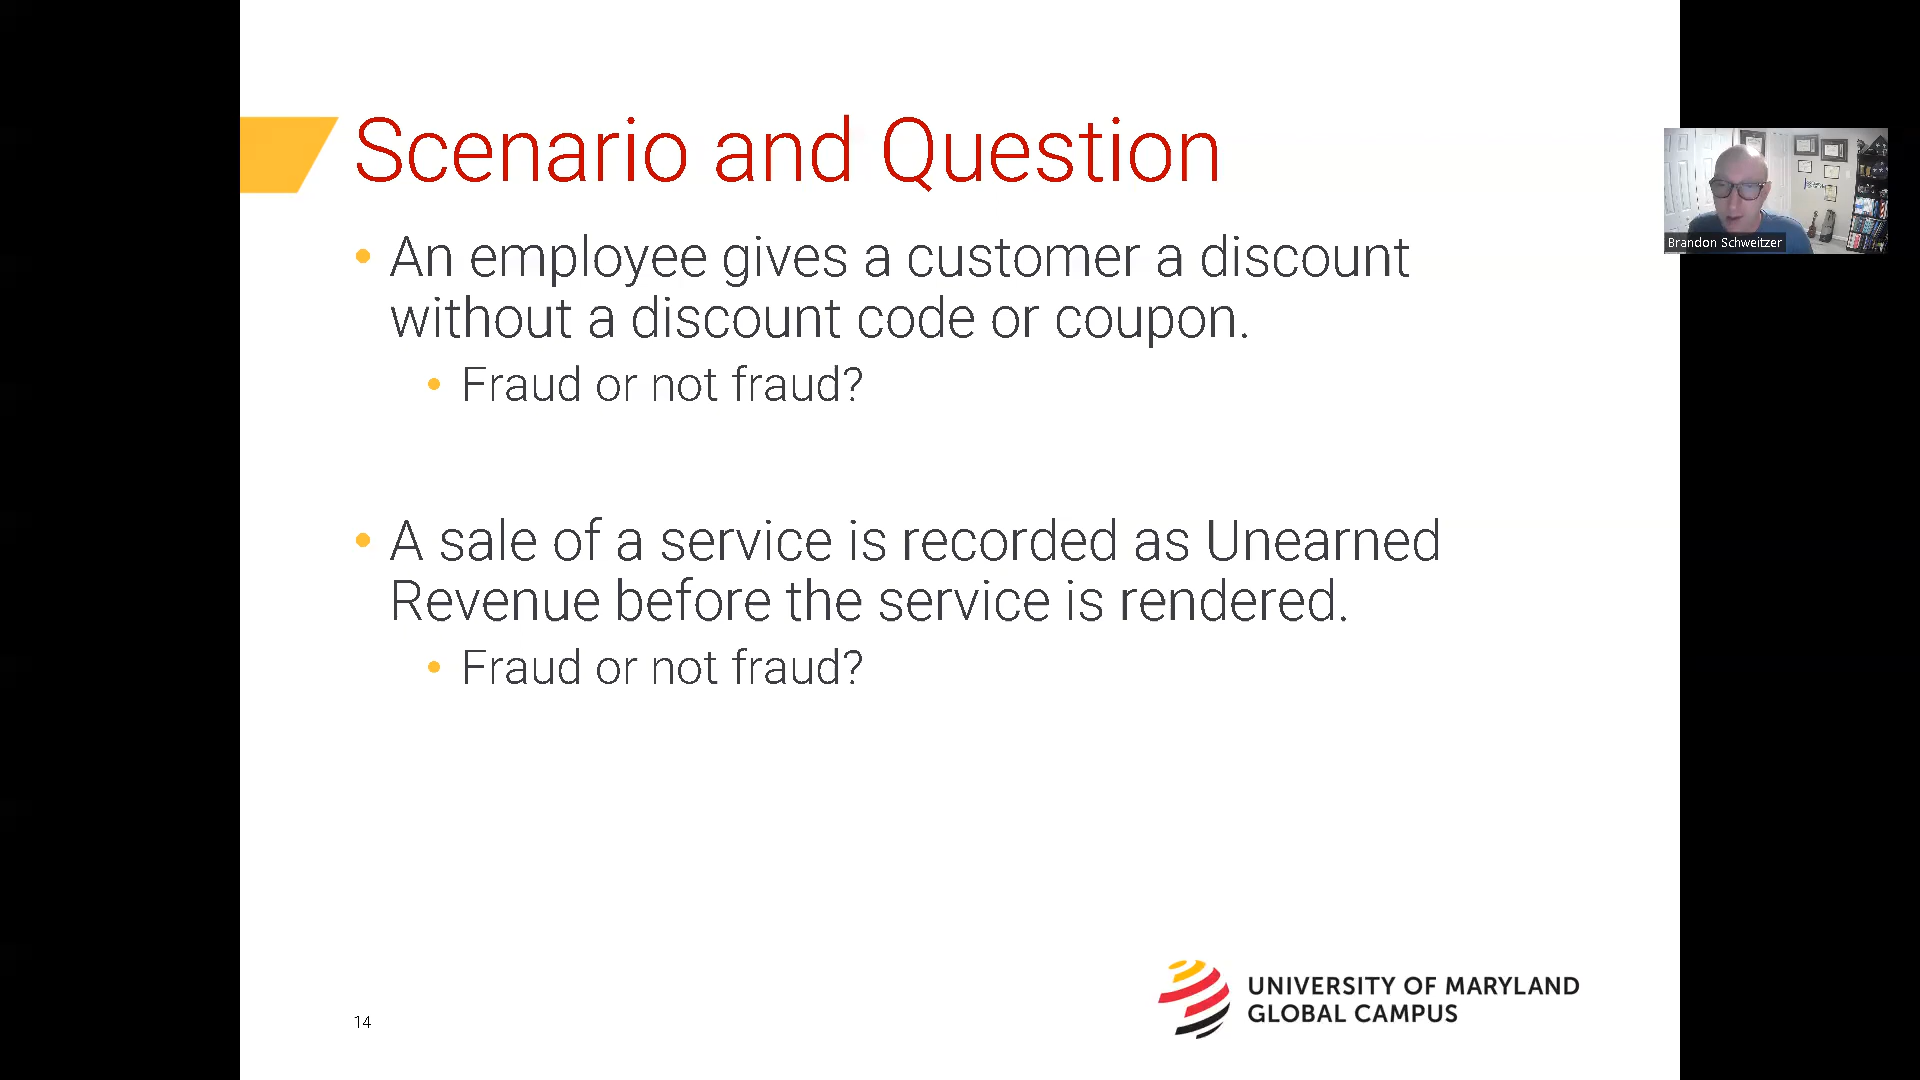 Scenario and Question
• An employee gives a customer a discount
without a discount code or coupon.
• Fraud or not fraud?
• A sale of a service is recorded as Unearned
Revenue before the service is rendered.
• Fraud or not fraud?
Brandon Schweitzer
14
UNIVERSITY OF MARYLAND
GLOBAL CAMPUS